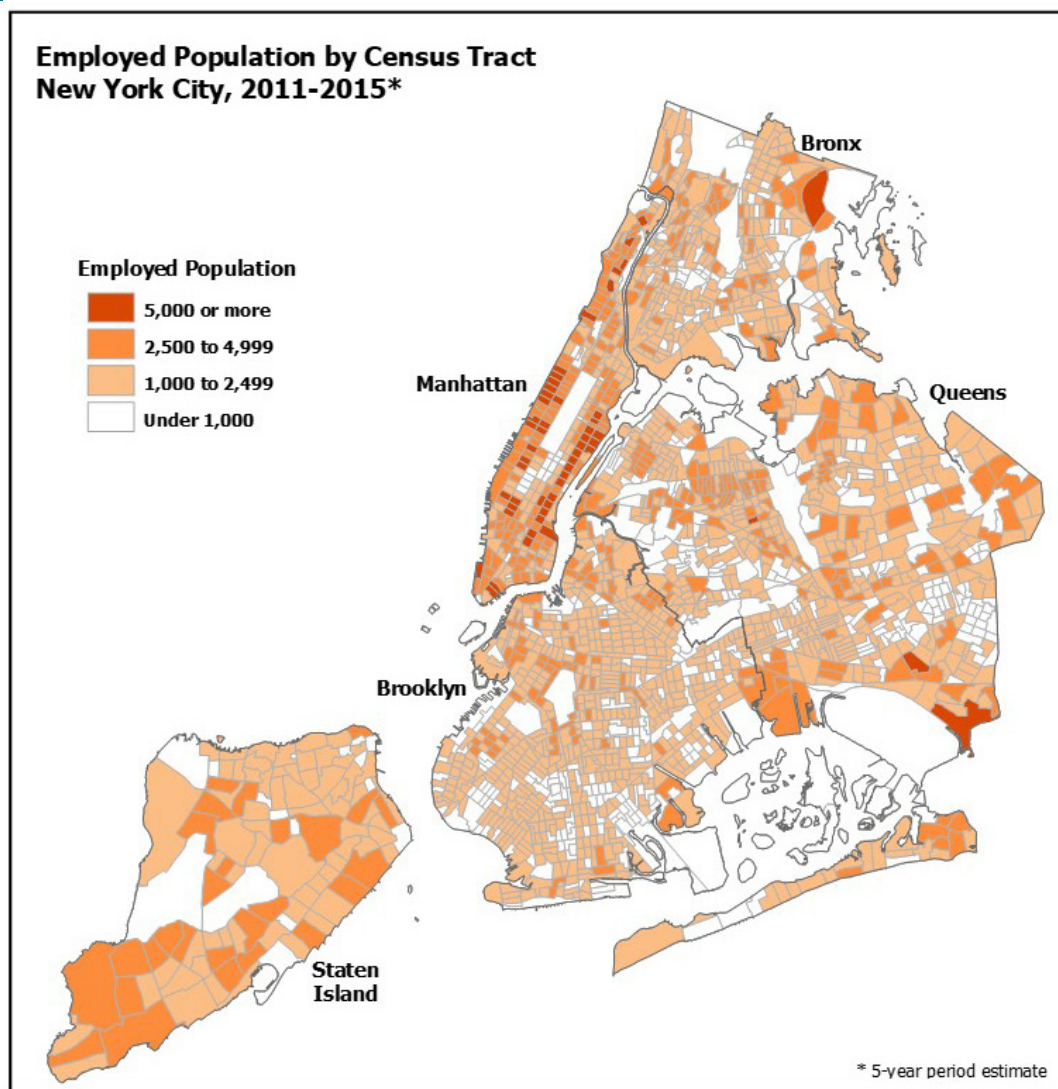 Employed Population by Census Tract
New York City, 2011-2015*
Bronx
Employed Population
5,000 or more
2,500 to 4,999
1,000 to 2,499
Under 1,000
Manhattan
Queens
Brooklyn
Staten
Island
* 5-year period estimate